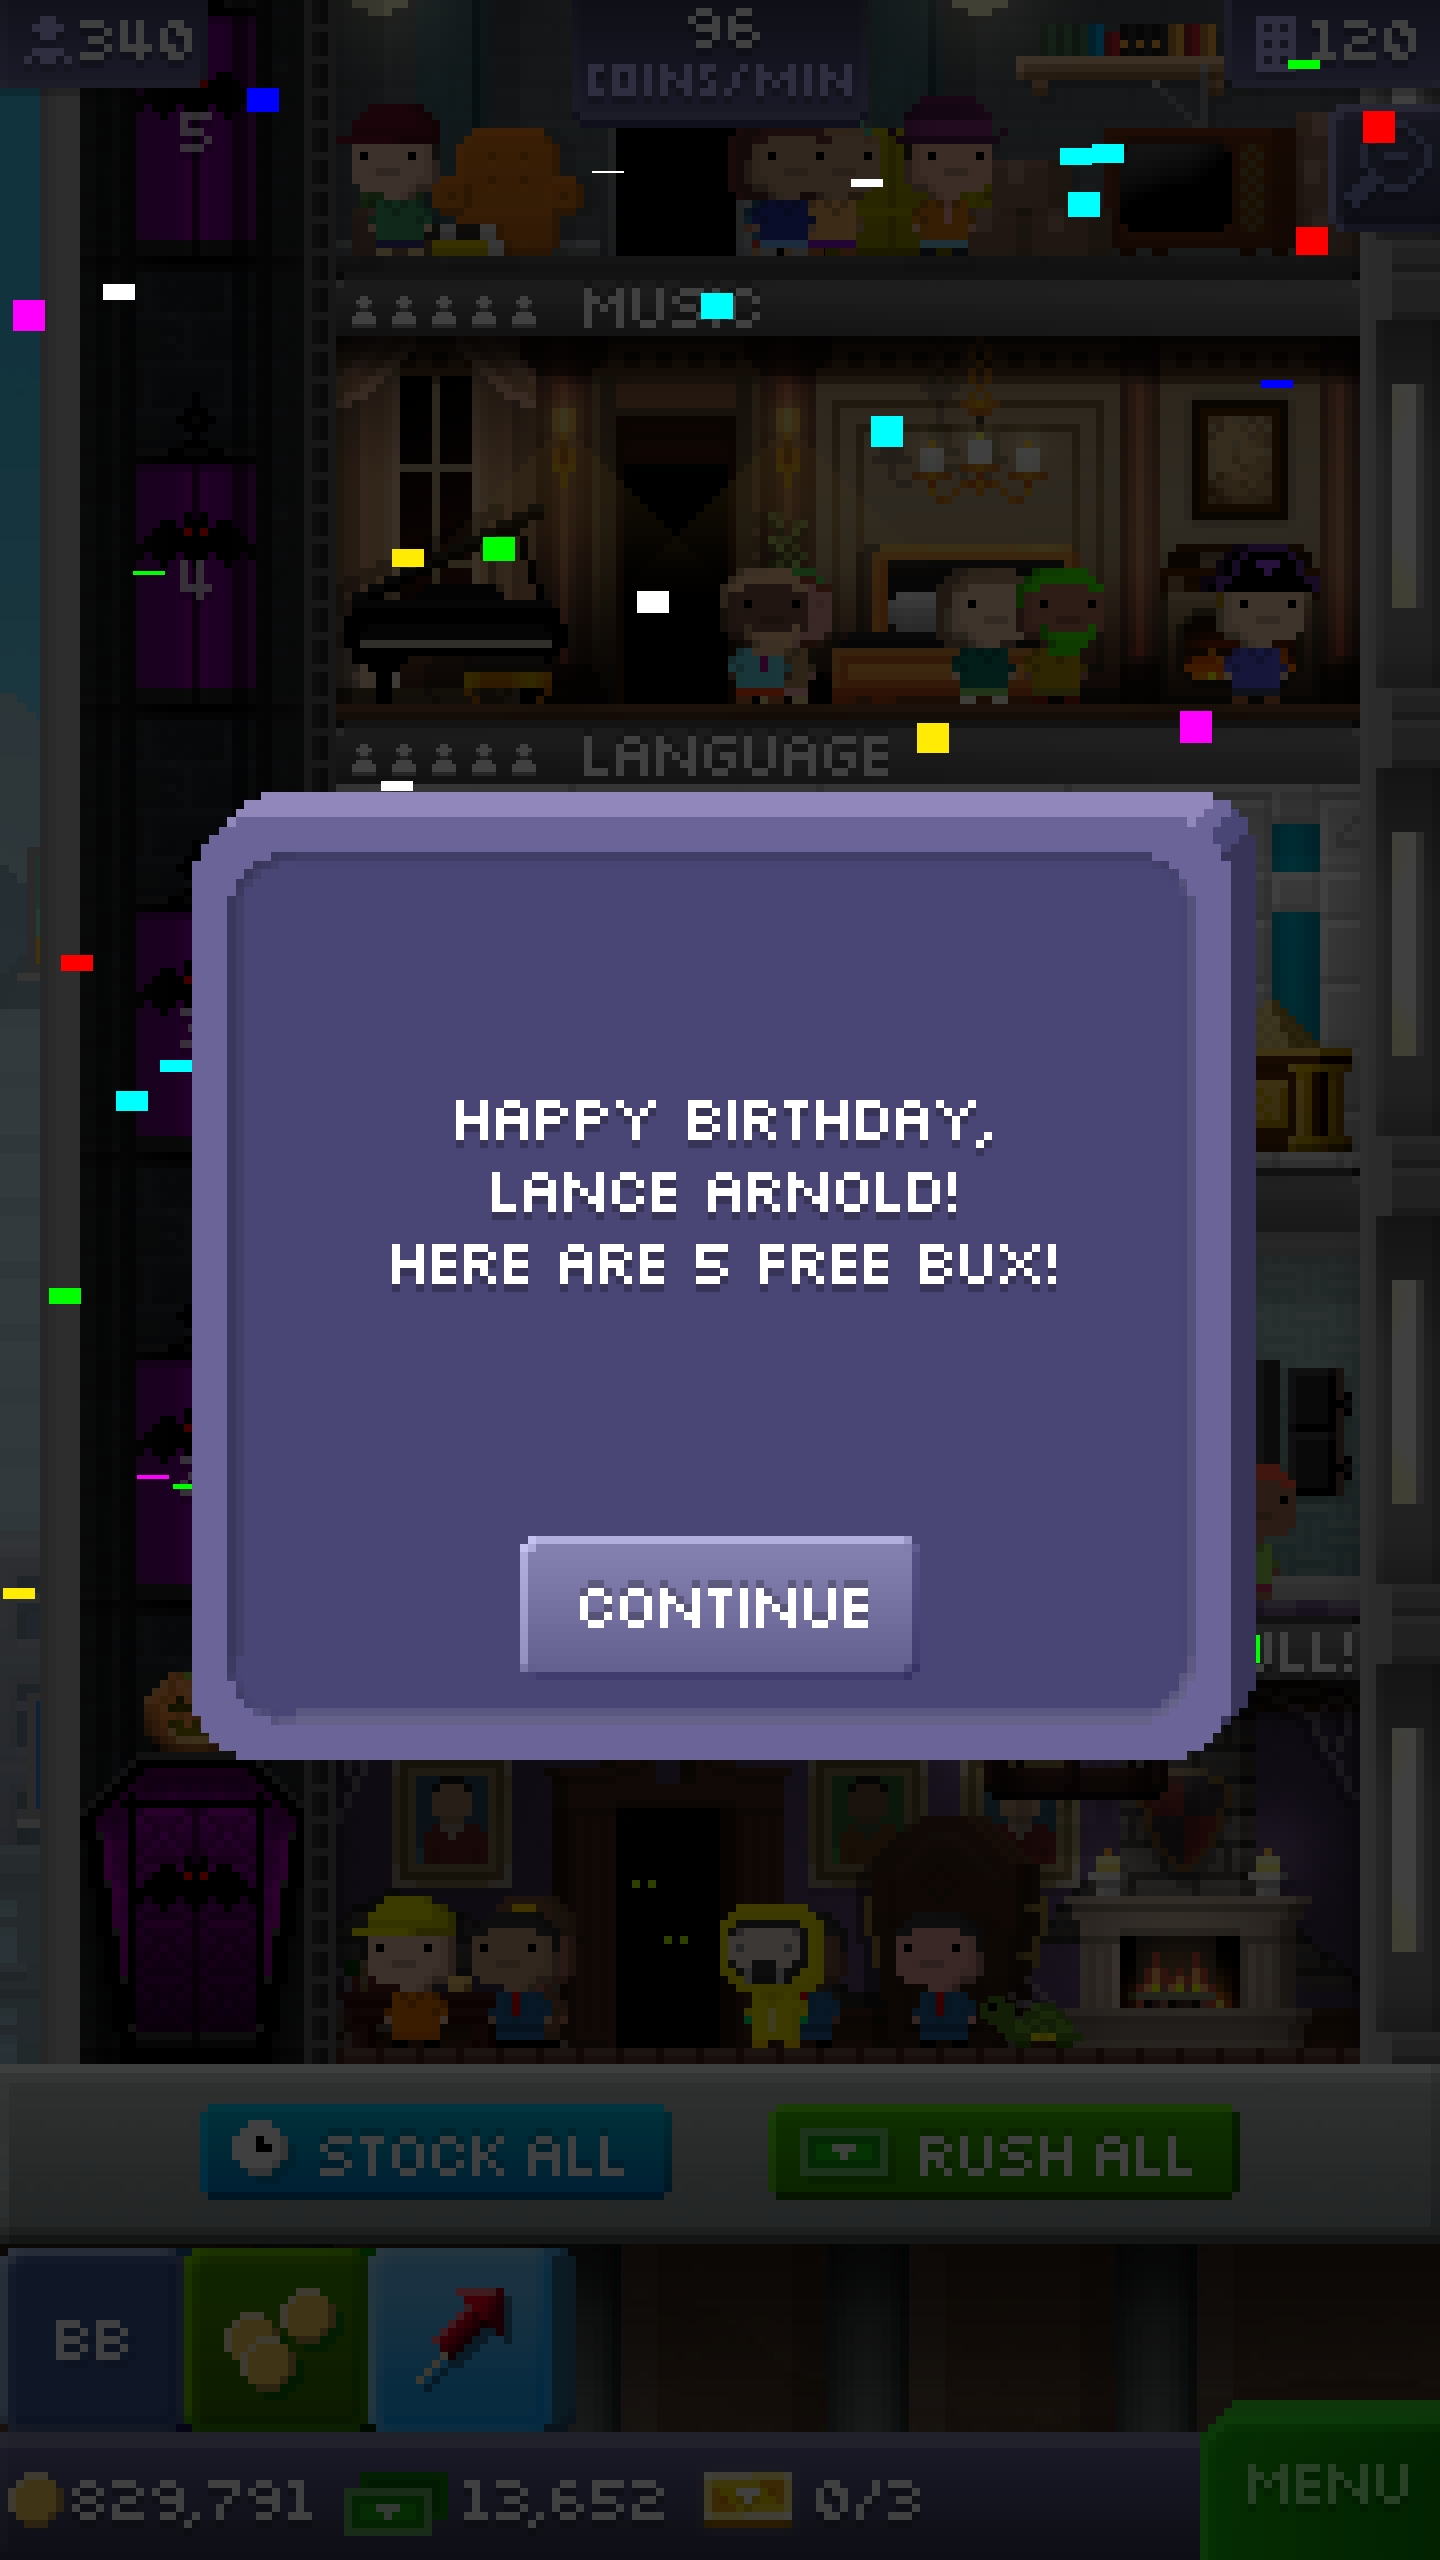 340
96
COINS/MIN
120
5
MUSIC
4
LANGUAGE
HAPPY BIRTHDAY,
LANCE ARNOLD!
HERE ARE 5 FREE BUX!
CONTINUE
STOCK ALL
RUSH ALL
BB
829,791
13,652
0/3
MENU